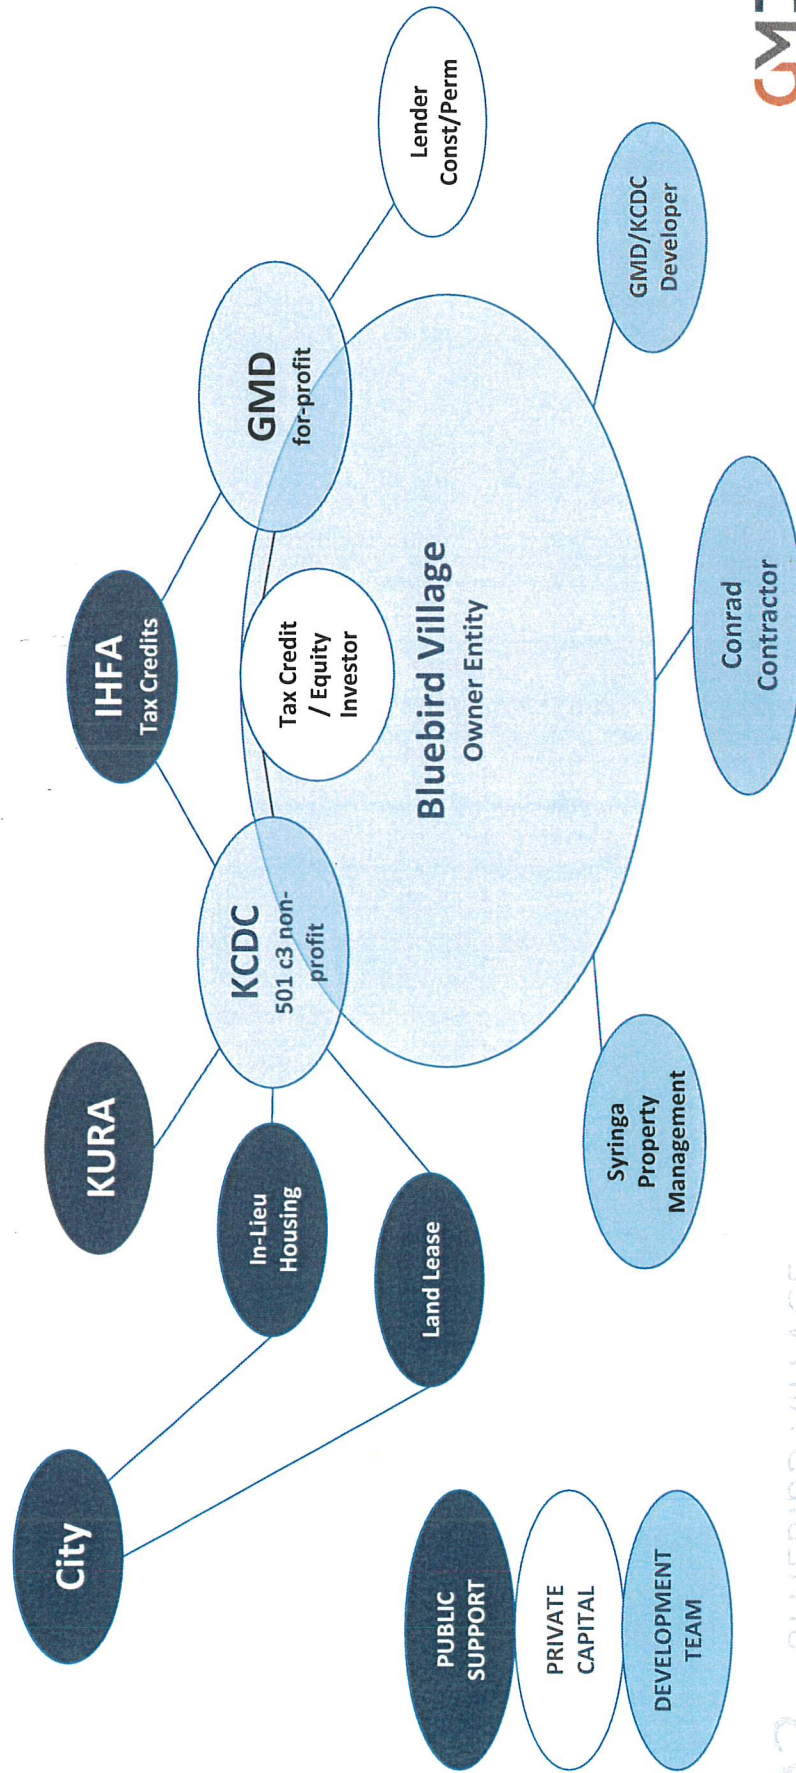 City
KURA
IHFA
Tax Credits
In-Lieu
Housing
KCDC
501 c3 non-
profit
GMD
for-profit
Tax Credit
/ Equity
Investor
Lender
Const/Perm
Land Lease
Bluebird Village
Owner Entity
PUBLIC
SUPPORT
PRIVATE
CAPITAL
DEVELOPMENT
TEAM
Syringa
Property
Management
Conrad
Contractor
GMD/KCDC
Developer